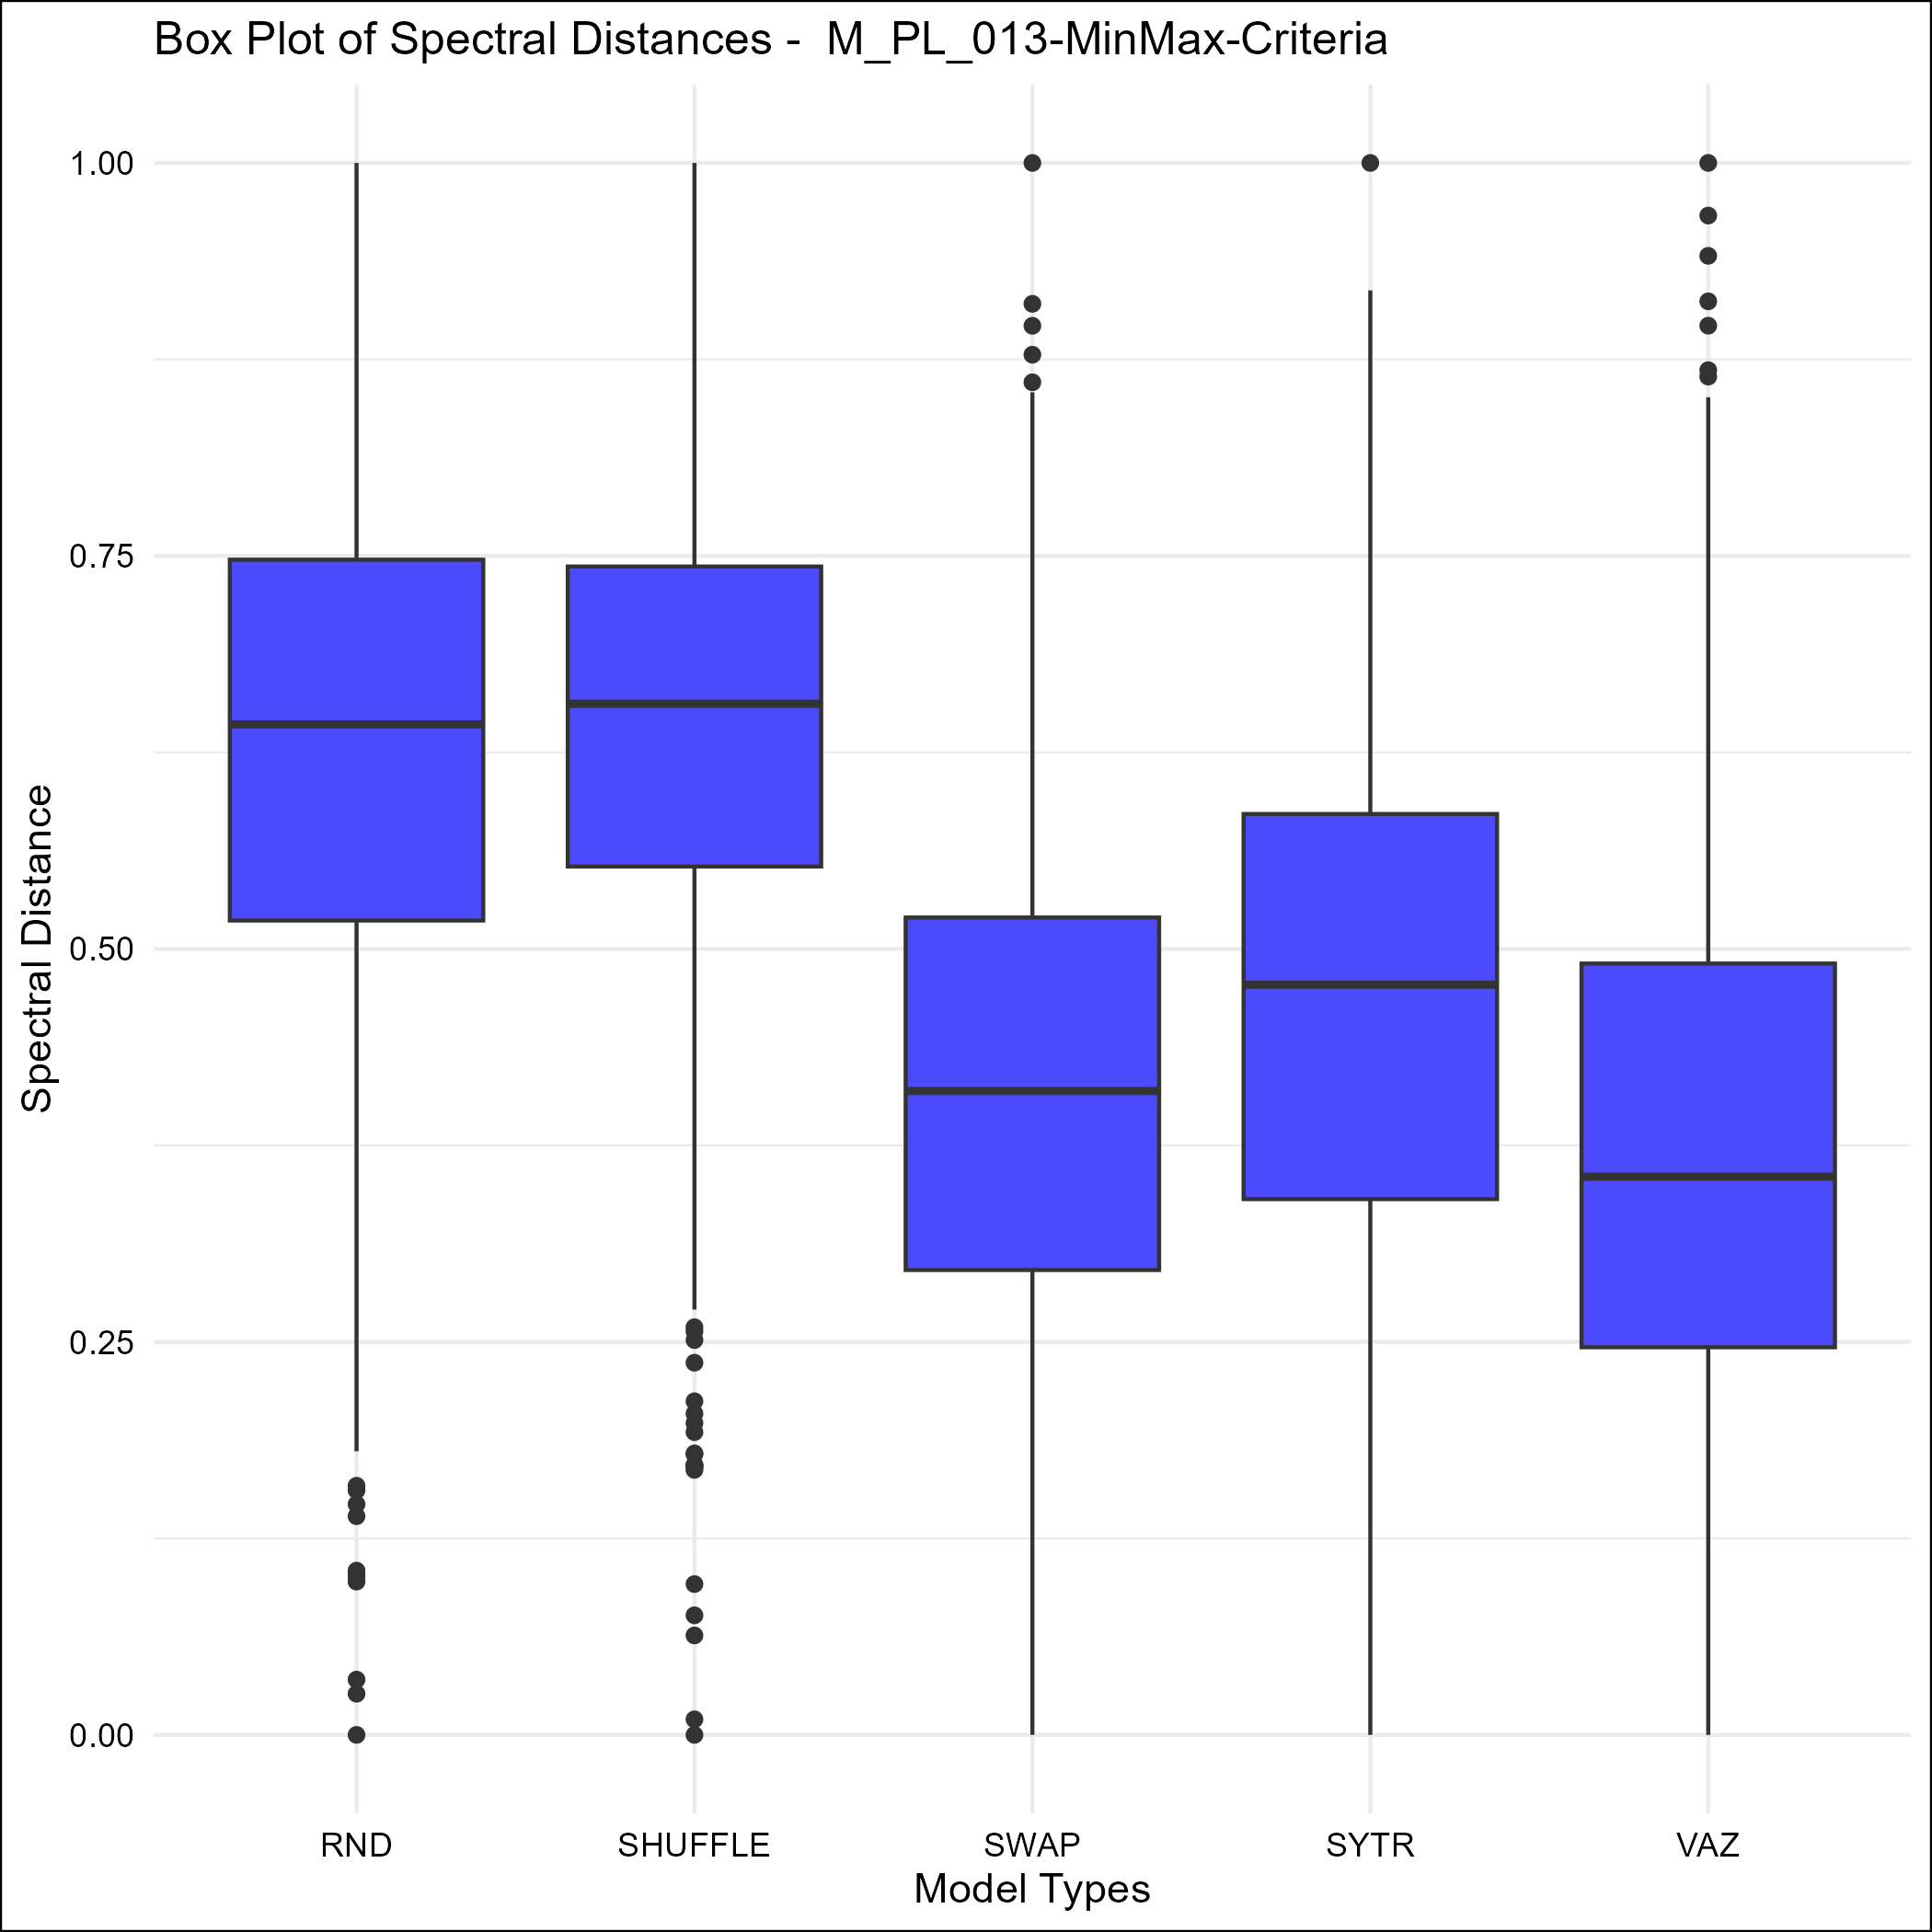 Box Plot of Spectral Distances -  M_PL_013-MinMax-Criteria
Spectral Distance
1.00
0.75
0.50
0.25
0.00
RND SHUFFLE SWAP SYTR VAZ
Model Types